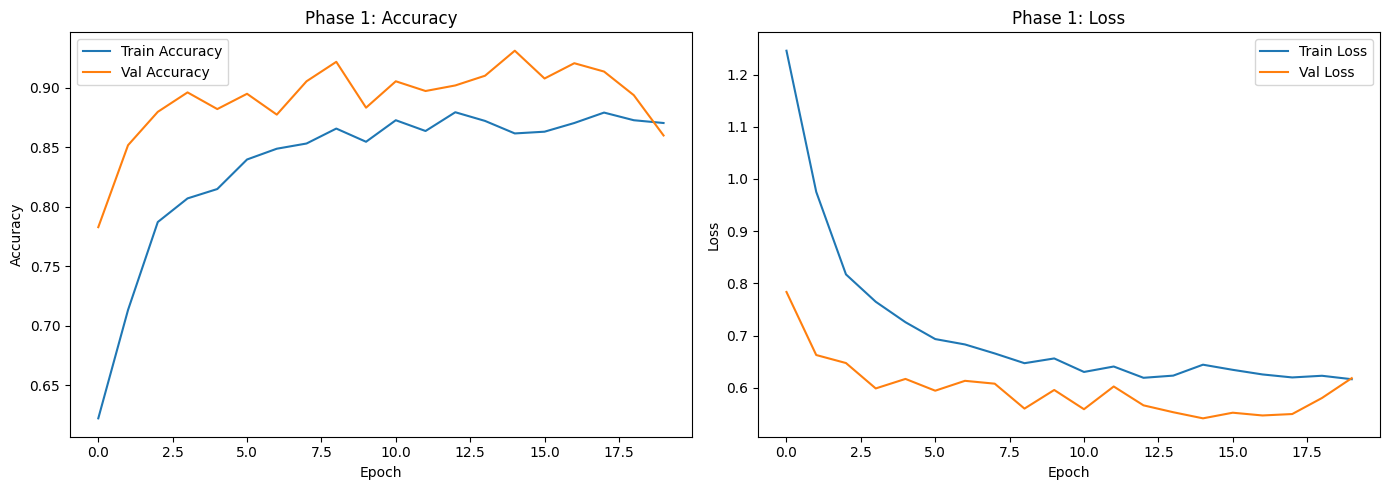 Phase 1: Accuracy
Train Accuracy
Val Accuracy
Accuracy
0.90
0.85
0.80
0.75
0.70
0.65
0.0 2.5 5.0 7.5 10.0 12.5 15.0 17.5
Epoch
Phase 1: Loss
Train Loss
Val Loss
Loss
1.2
1.1
1.0
0.9
0.8
0.7
0.6
0.0 2.5 5.0 7.5 10.0 12.5 15.0 17.5
Epoch